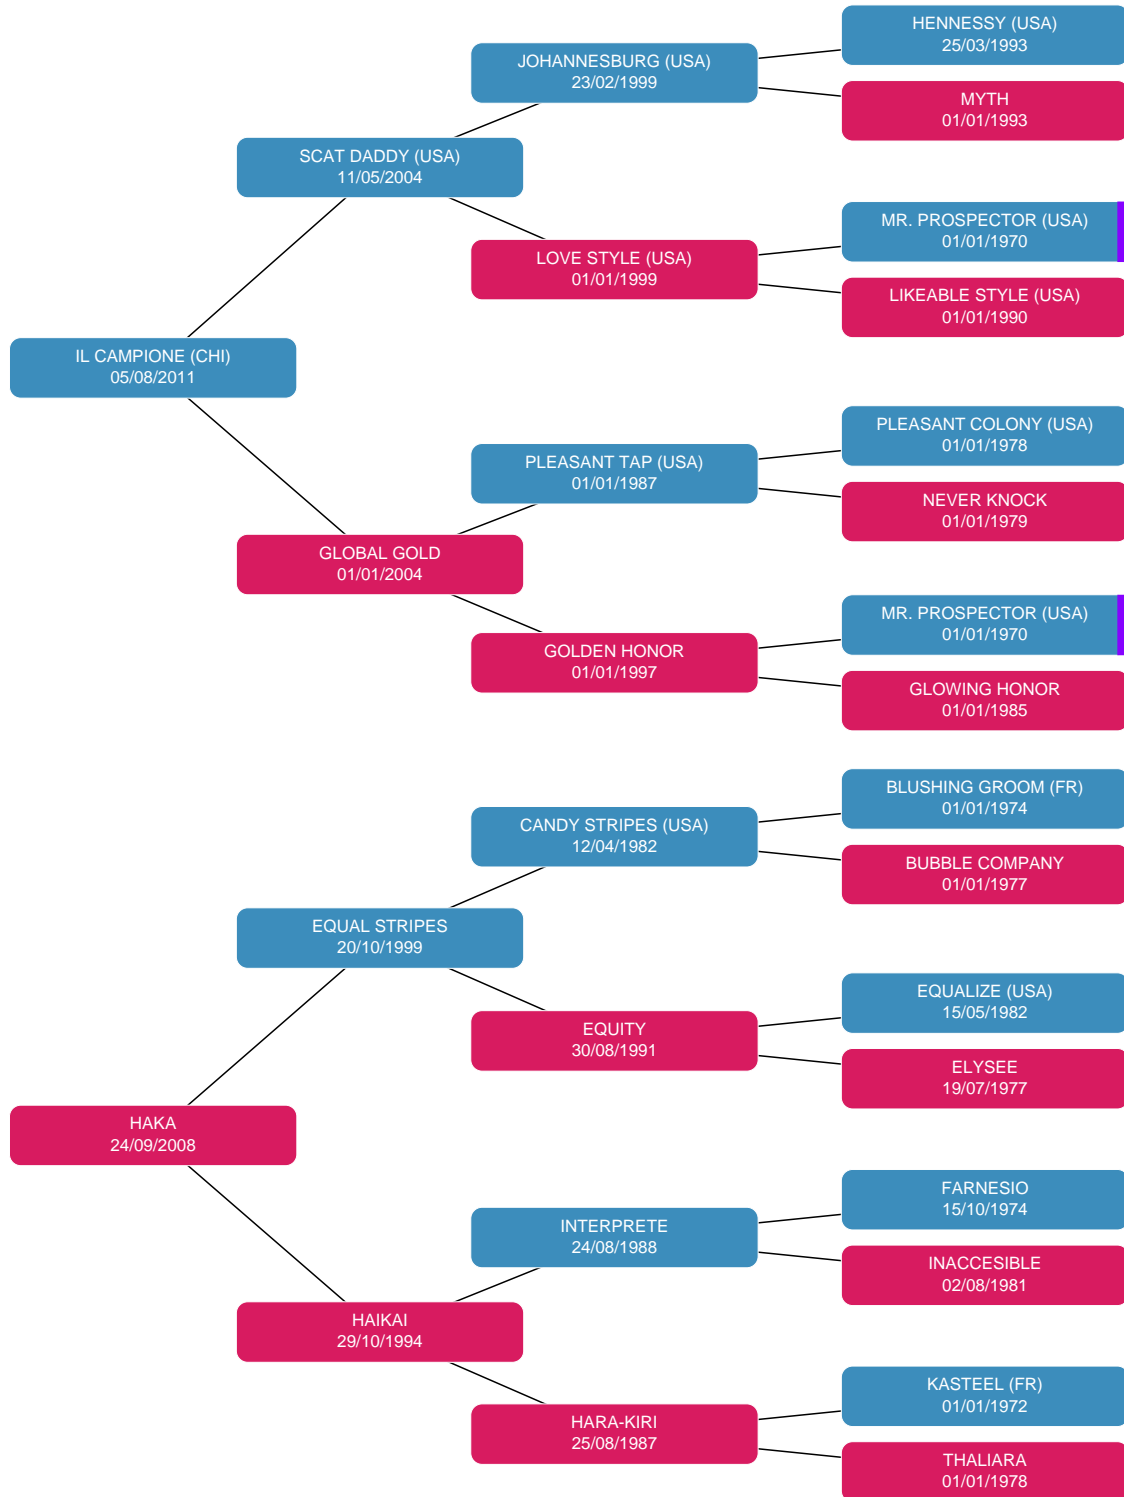 HENNESSY (USA)
25/03/1993
JOHANNESBURG (USA)
23/02/1999
MYTH
01/01/1993
SCAT DADDY (USA)
11/05/2004
MR. PROSPECTOR (USA)
01/01/1970
LOVE STYLE (USA)
01/01/1999
LIKEABLE STYLE (USA)
01/01/1990
IL CAMPIONE (CHI)
05/08/2011
PLEASANT COLONY (USA)
01/01/1978
PLEASANT TAP (USA)
01/01/1987
NEVER KNOCK
01/01/1979
GLOBAL GOLD
01/01/2004
MR. PROSPECTOR (USA)
01/01/1970
GOLDEN HONOR
01/01/1997
GLOWING HONOR
01/01/1985
BLUSHING GROOM (FR)
01/01/1974
CANDY STRIPES (USA)
12/04/1982
BUBBLE COMPANY
01/01/1977
EQUAL STRIPES
20/10/1999
EQUALIZE (USA)
15/05/1982
EQUITY
30/08/1991
ELYSEE
19/07/1977
HAKA
24/09/2008
FARNESIO
15/10/1974
INTERPRETE
24/08/1988
INACCESIBLE
02/08/1981
HAIKAI
29/10/1994
KASTEEL (FR)
01/01/1972
HARA-KIRI
25/08/1987
THALIARA
01/01/1978